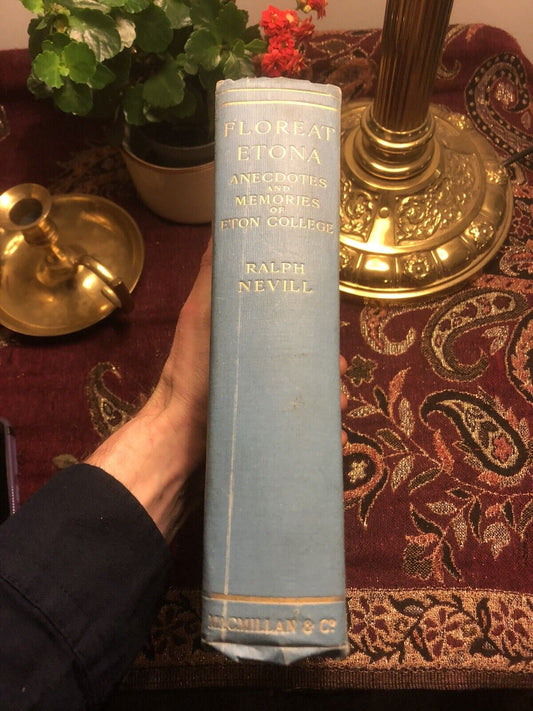 FLOREAT
ETONA
ANECDOTES
AND
MEMORIES
OF
ETON COLLEGE
RALPH
NEVILL
MACMILLAN & Co